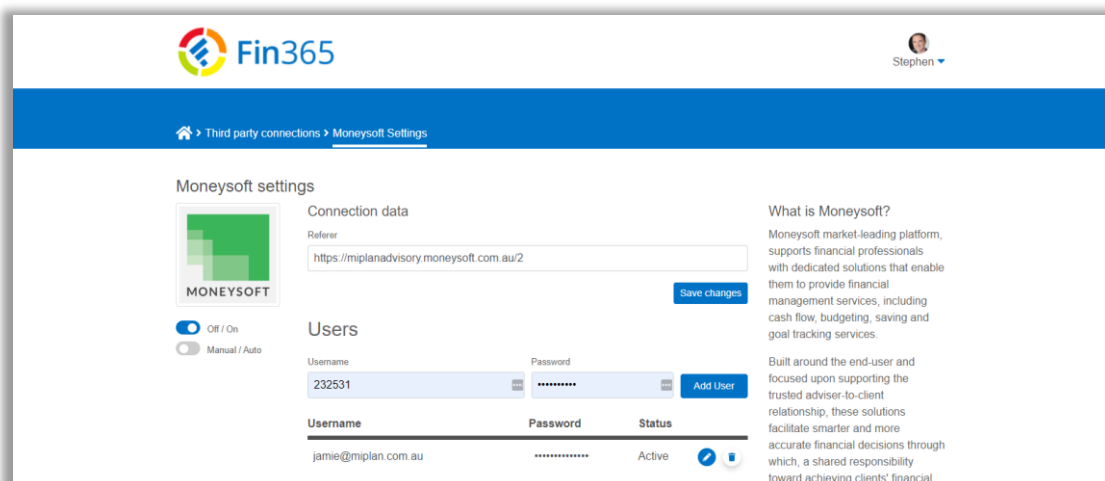 Fin365
Stephen
> Third party connections > Moneysoft Settings
Moneysoft settings
MONEYSOFT
Off / On
Manual / Auto
Connection data
Referer
https://miplanadvisory.moneysoft.com.au/2
Save changes
Users
Username Password
232531 •••••••••• Add User
Username Password Status
jamie@miplan.com.au •••••••••••••• Active
What is Moneysoft?
Moneysoft market-leading platform,
supports financial professionals
with dedicated solutions that enable
them to provide financial
management services, including
cash flow, budgeting, saving and
goal tracking services.
Built around the end-user and
focused upon supporting the
trusted adviser-to-client
relationship, these solutions
facilitate smarter and more
accurate financial decisions through
which, a shared responsibility
toward achieving clients' financial